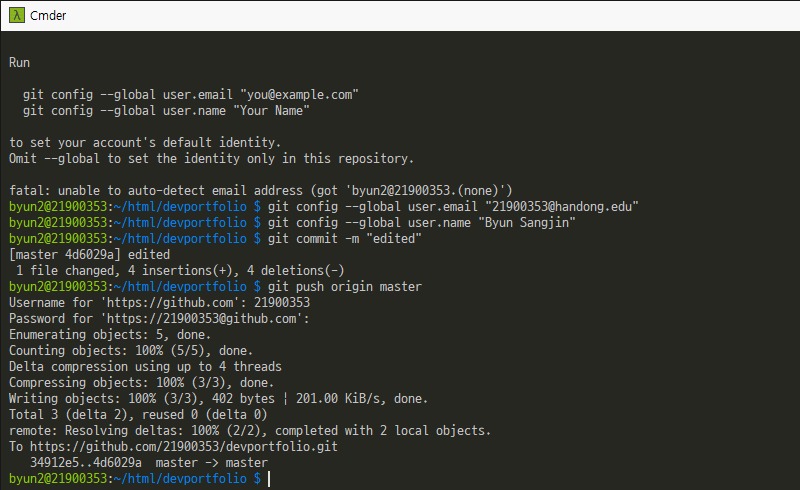 λ Cmder
Run
git config --global user.email "you@example.com"
git config --global user.name "Your Name"
to set your account's default identity.
Omit --global to set the identity only in this repository.
fatal: unable to auto-detect email address (got 'byun2@21900353.(none)')
byun2@21900353:~/html/devportfolio $ git config --global user.email "21900353@handong.edu"
byun2@21900353:~/html/devportfolio $ git config --global user.name "Byun Sangjin"
byun2@21900353:~/html/devportfolio $ git commit -m "edited"
[master 4d6029a] edited
1 file changed, 4 insertions(+), 4 deletions(-)
byun2@21900353:~/html/devportfolio $ git push origin master
Username for 'https://github.com': 21900353
Password for 'https://21900353@github.com':
Enumerating objects: 5, done.
Counting objects: 100% (5/5), done.
Delta compression using up to 4 threads
Compressing objects: 100% (3/3), done.
Writing objects: 100% (3/3), 402 bytes ¦ 201.00 KiB/s, done.
Total 3 (delta 2), reused 0 (delta 0)
remote: Resolving deltas: 100% (2/2), completed with 2 local objects.
To https://github.com/21900353/devportfolio.git
34912e5..4d6029a  master -> master
byun2@21900353:~/html/devportfolio $